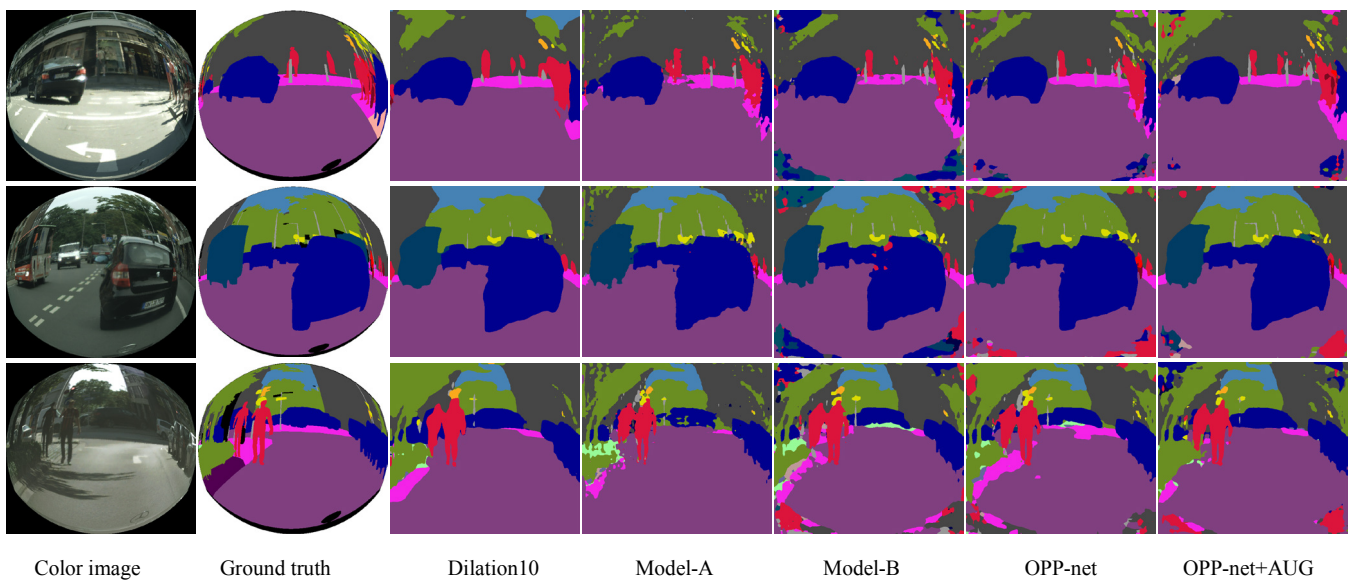 Color image
Ground truth
Dilation10
Model-A
Model-B
OPP-net
OPP-net+AUG